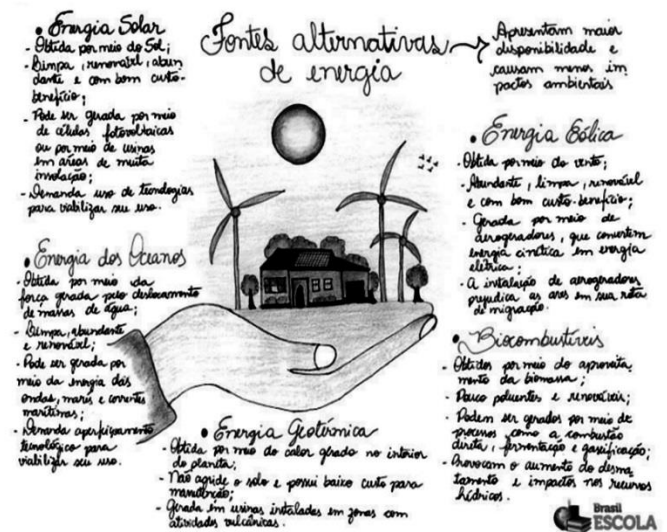 Fontes alternativas
de energia
Apresentam maior
disponibilidade e
causam menos im
pactos ambientais
• Energia Solar
- Obtida por meio do Sol;
- Limpa, renovável, abun
dante e com bom custo-
benefício;
- Pode ser gerada por meio
de células fotovoltaicas
ou por meio de usinas
em áreas de muita
insolação;
- Demanda uso de tecnologias
para viabilizar seu uso.
• Energia dos Oceanos
- Obtida por meio da
força gerada pelo deslocamento
de massas de água;
- Limpa, abundante
e renovável;
- Pode ser gerada por
meio da energia das
ondas, marés e correntes
marítimas;
- Demanda aperfeiçoamento
tecnológico para
viabilizar seu uso.
• Energia Geotérmica
- Obtida por meio do calor gerado no interior
do planeta;
- Não agride o solo e possui baixo custo para
manutenção;
- Gerada em usinas instaladas em zonas com
atividades vulcânicas.
• Energia Eólica
- Obtida por meio do vento;
- Abundante, limpa, renovável
e com bom custo-benefício;
- Gerada por meio de
aerogeradores, que convertem
energia cinética em energia
elétrica;
- A instalação de aerogeradores
prejudica as aves em sua rota
de migração.
• Biocombustíveis
- Obtidos por meio do aproveita
mento da biomassa;
- Pouco poluentes e renováveis;
- Podem ser gerados por meio de
processos como a combustão
direta, fermentação e gaseificação;
- Provocam o aumento do desma
tamento e impactos nos recursos
hídricos.
Brasil
ESCOLA